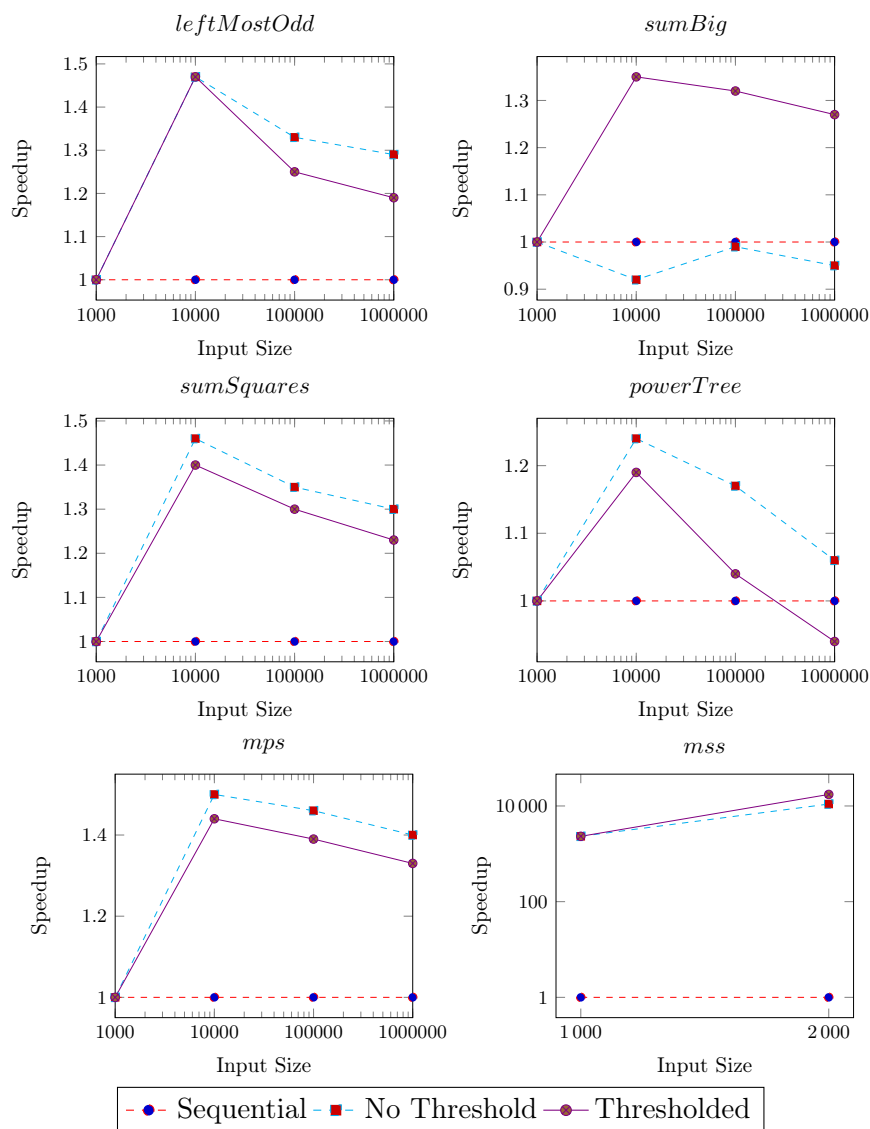 leftMostOdd
1.5
1.4
1.3
1.2
1.1
1
Speedup
1000 10000 100000 1000000
Input Size
sumBig
1.3
1.2
1.1
1
0.9
Speedup
1000 10000 100000 1000000
Input Size
sumSquares
1.5
1.4
1.3
1.2
1.1
1
Speedup
1000 10000 100000 1000000
Input Size
powerTree
1.2
1.1
1
Speedup
1000 10000 100000 1000000
Input Size
mps
1.4
1.2
1
Speedup
1000 10000 100000 1000000
Input Size
mss
10 000
100
1
Speedup
1 000 2 000
Input Size
Sequential No Threshold Thresholded